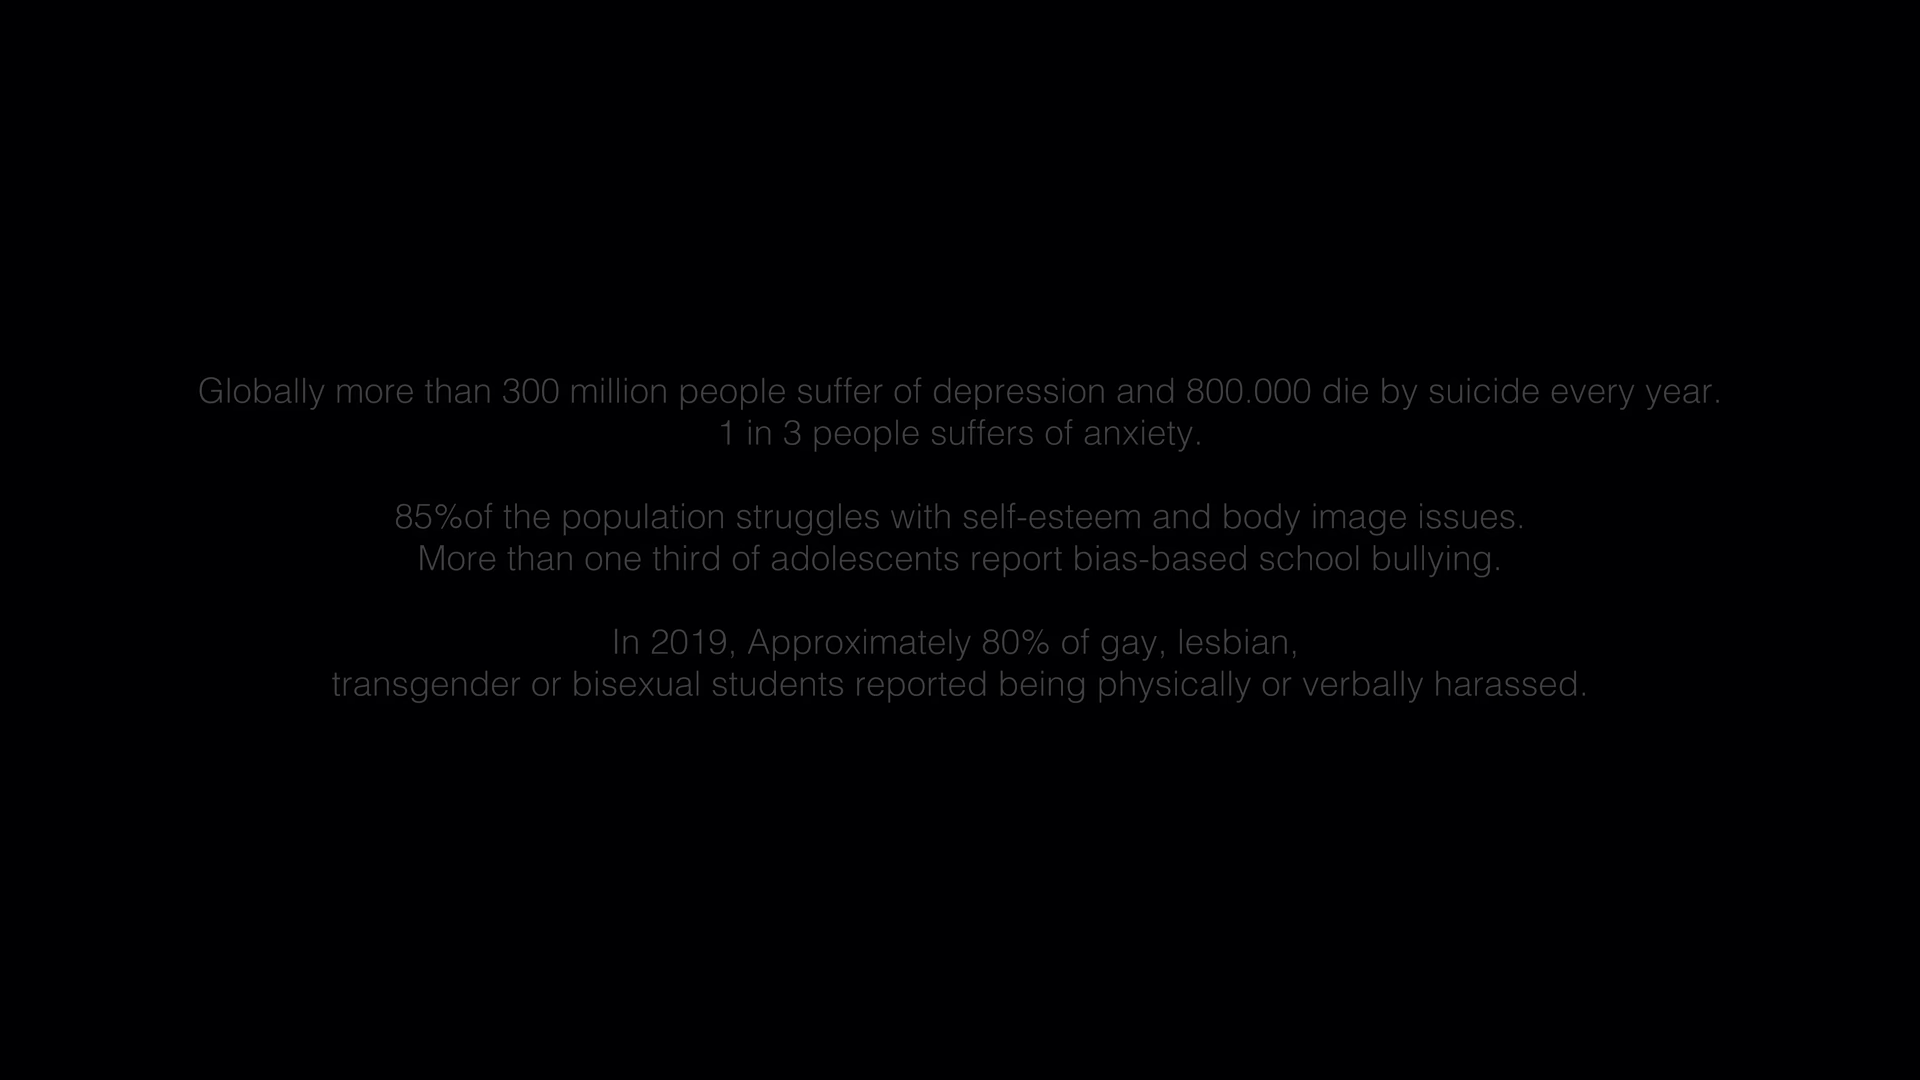 Globally more than 300 million people suffer of depression and 800.000 die by suicide every year.
1 in 3 people suffers of anxiety.
85%of the population struggles with self-esteem and body image issues.
More than one third of adolescents report bias-based school bullying.
In 2019, Approximately 80% of gay, lesbian,
transgender or bisexual students reported being physically or verbally harassed.